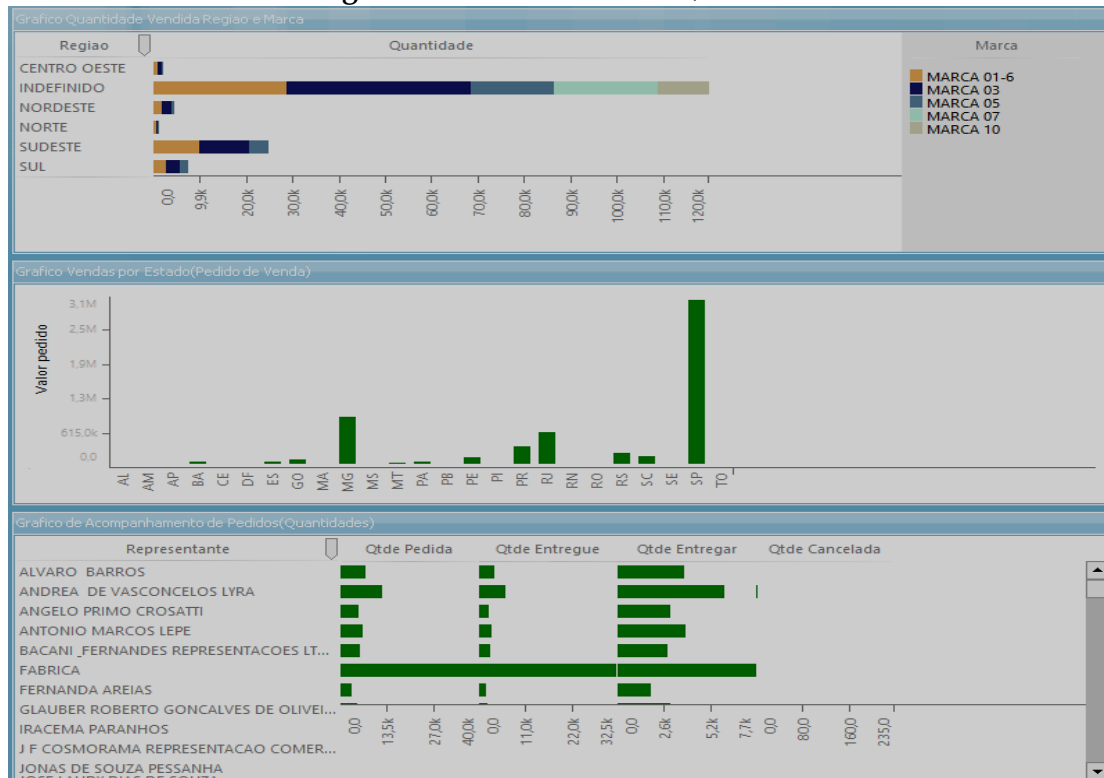 Grafico Quantidade Vendida Regiao e Marca
Regiao Quantidade Marca
CENTRO OESTE
INDEFINIDO
NORDESTE
NORTE
SUDESTE
SUL
MARCA 01-6
MARCA 03
MARCA 05
MARCA 07
MARCA 10
0,0 9,9k 20,0k 30,0k 40,0k 50,0k 60,0k 70,0k 80,0k 90,0k 100,0k 110,0k 120,0k
Grafico Vendas por Estado(Pedido de Venda)
Valor pedido
3,1M
2,5M
1,9M
1,3M
615,0k
0,0
AL AM AP BA CE DF ES GO MA MG MS MT PA PB PE PI PR RJ RN RO RS SC SE SP TO
Grafico de Acompanhamento de Pedidos(Quantidades)
Representante Qtde Pedida Qtde Entregue Qtde Entregar Qtde Cancelada
ALVARO BARROS
ANDREA DE VASCONCELOS LYRA
ANGELO PRIMO CROSATTI
ANTONIO MARCOS LEPE
BACANI _FERNANDES REPRESENTACOES LT...
FABRICA
FERNANDA AREIAS
GLAUBER ROBERTO GONCALVES DE OLIVEI...
IRACEMA PARANHOS
J F COSMORAMA REPRESENTACAO COMER...
JONAS DE SOUZA PESSANHA
0,0 13,5k 27,0k 40,0k 0,0 11,0k 22,0k 32,5k 0,0 2,6k 5,2k 7,7k 0,0 80,0 160,0 235,0